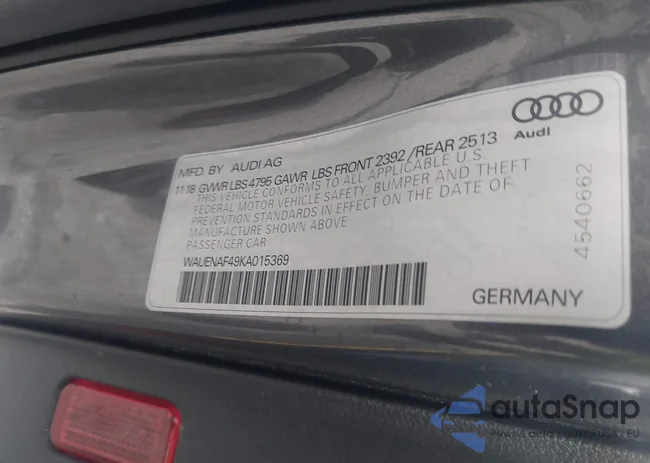 Audi
MFD. BY AUDI AG
11 18 GVWR LBS 4795 GAWR LBS FRONT 2392 / REAR 2513
THIS VEHICLE CONFORMS TO ALL APPLICABLE U.S.
FEDERAL MOTOR VEHICLE SAFETY, BUMPER AND THEFT
PREVENTION STANDARDS IN EFFECT ON THE DATE OF
MANUFACTURE SHOWN ABOVE
PASSENGER CAR
WAUENAF49KA015369
GERMANY
4540662
autaSnap